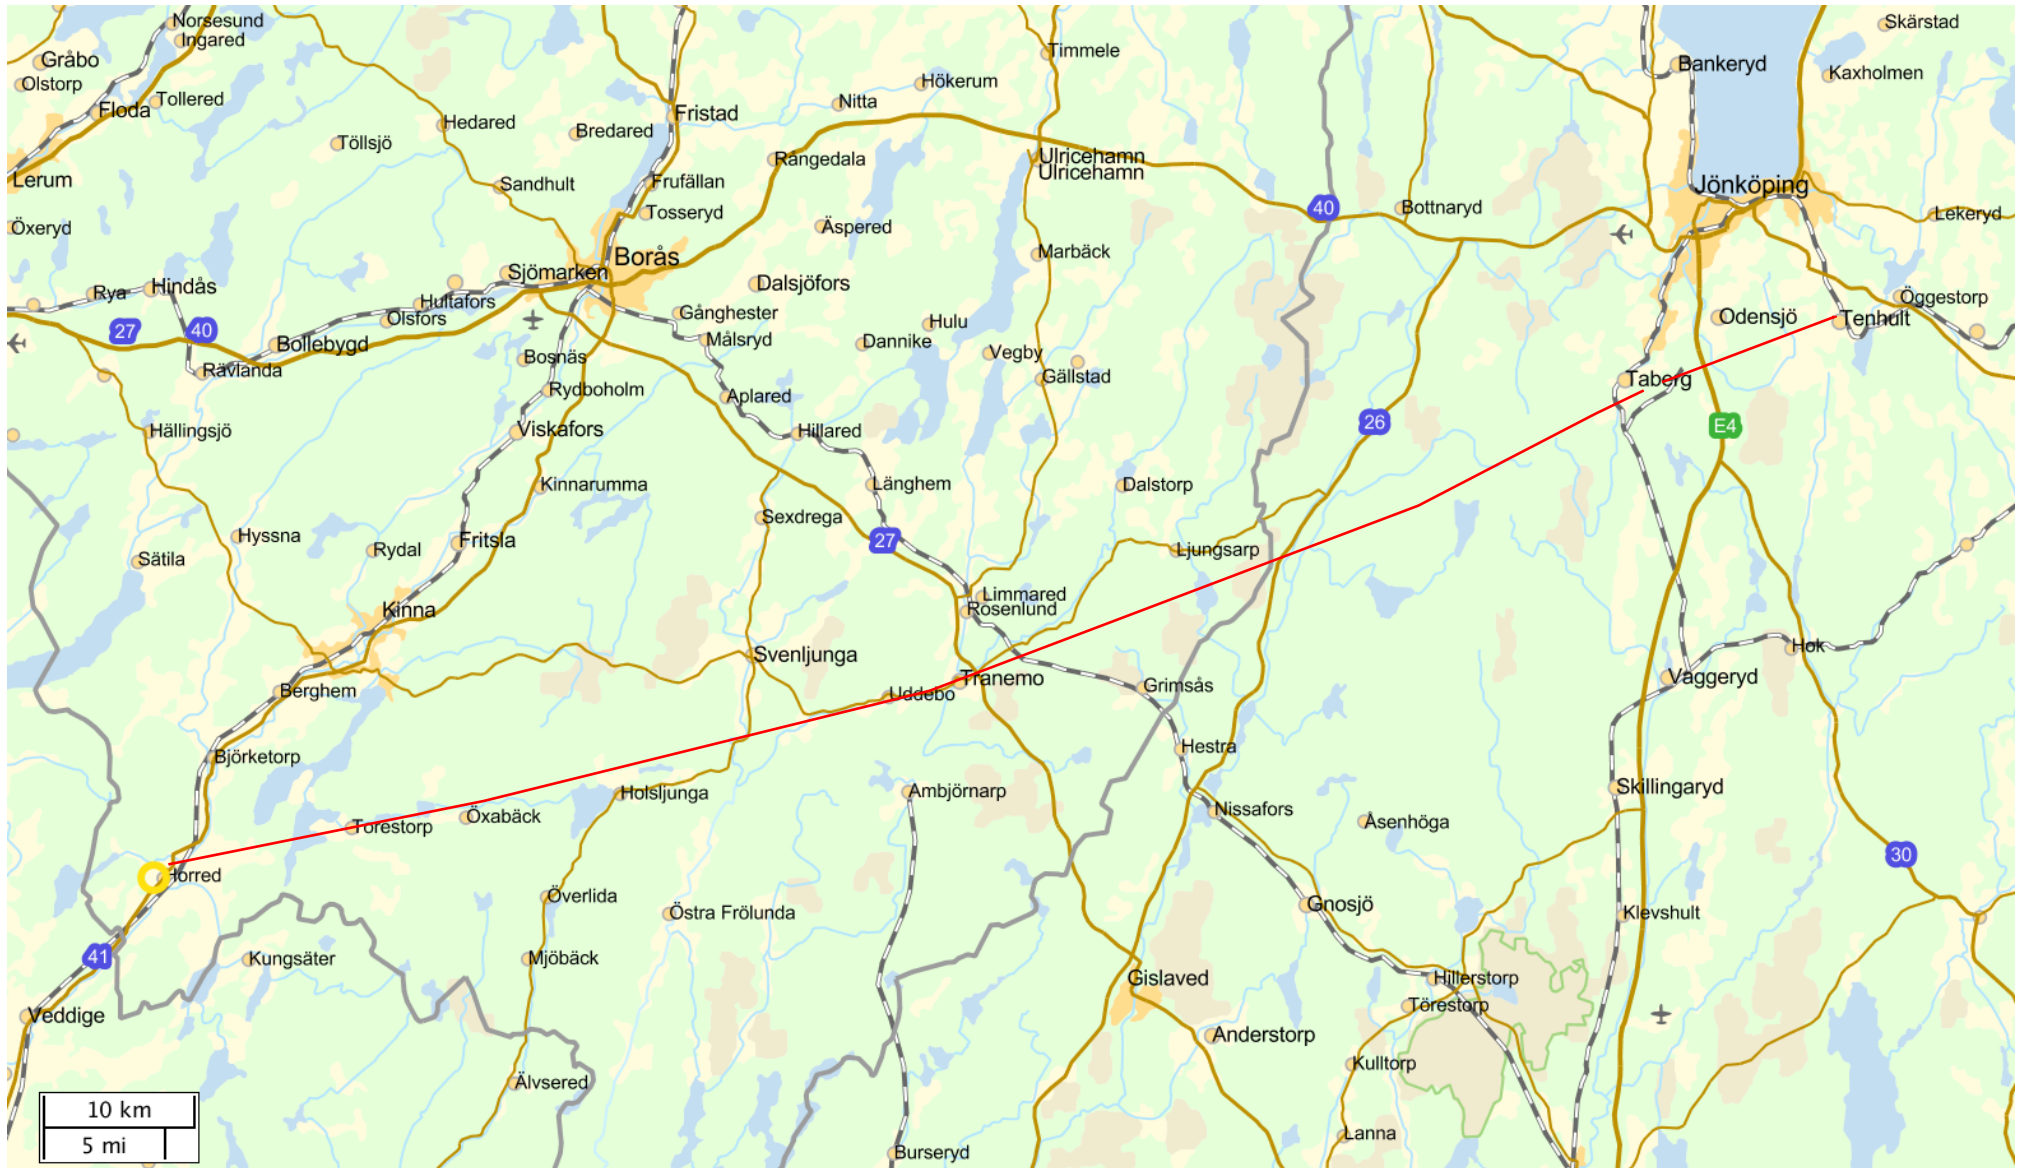 Norsesund
Ingared
Skärstad
Gråbo
Timmele
Bankeryd
Kaxholmen
Olstorp
Hökerum
Tollered
Nitta
Floda
Fristad
Hedared
Bredared
Töllsjö
Rångedala
Ulricehamn
Ulricehamn
Lerum
Sandhult
Frufällan
Jönköping
Tosseryd
40
Bottnaryd
Lekeryd
Öxeryd
Äspered
Borås
Marbäck
Sjömarken
Dalsjöfors
Rya
Hindås
Hultafors
Öggestorp
Olsfors
Gånghester
Hulu
Odensjö
Tenhult
27
40
Bollebygd
Målsryd
Dannike
Vegby
Bosnäs
Rävlanda
Gällstad
Taberg
Rydboholm
Aplared
26
E4
Hällingsjö
Viskafors
Hillared
Kinnarumma
Länghem
Dalstorp
Sexdrega
Hyssna
Rydal
Fritsla
27
Ljungsarp
Sätila
Limmared
Rosenlund
Kinna
Hok
Svenljunga
Tranemo
Vaggeryd
Berghem
Uddebo
Grimsås
Björketorp
Hestra
Holsljunga
Ambjörnarp
Skillingaryd
Torestorp
Öxabäck
Nissafors
Åsenhöga
30
Horred
Överlida
Östra Frölunda
Gnosjö
Klevshult
41
Kungsäter
Mjöbäck
Gislaved
Hillerstorp
Törestorp
Veddige
Anderstorp
Kulltorp
Älvsered
10 km
5 mi
Lanna
Burseryd